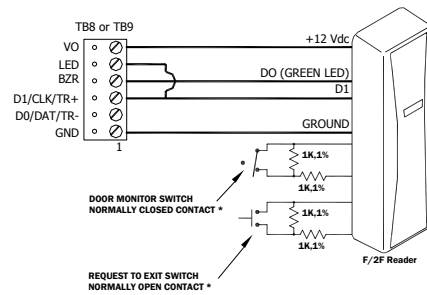 TB8 or TB9
VO
LED
BZR
D1/CLK/TR+
D0/DAT/TR-
GND
1
+12 Vdc
DO (GREEN LED)
D1
GROUND
1K,1%
1K,1%
DOOR MONITOR SWITCH
NORMALLY CLOSED CONTACT *
1K,1%
1K,1%
REQUEST TO EXIT SWITCH
NORMALLY OPEN CONTACT *
F/2F Reader